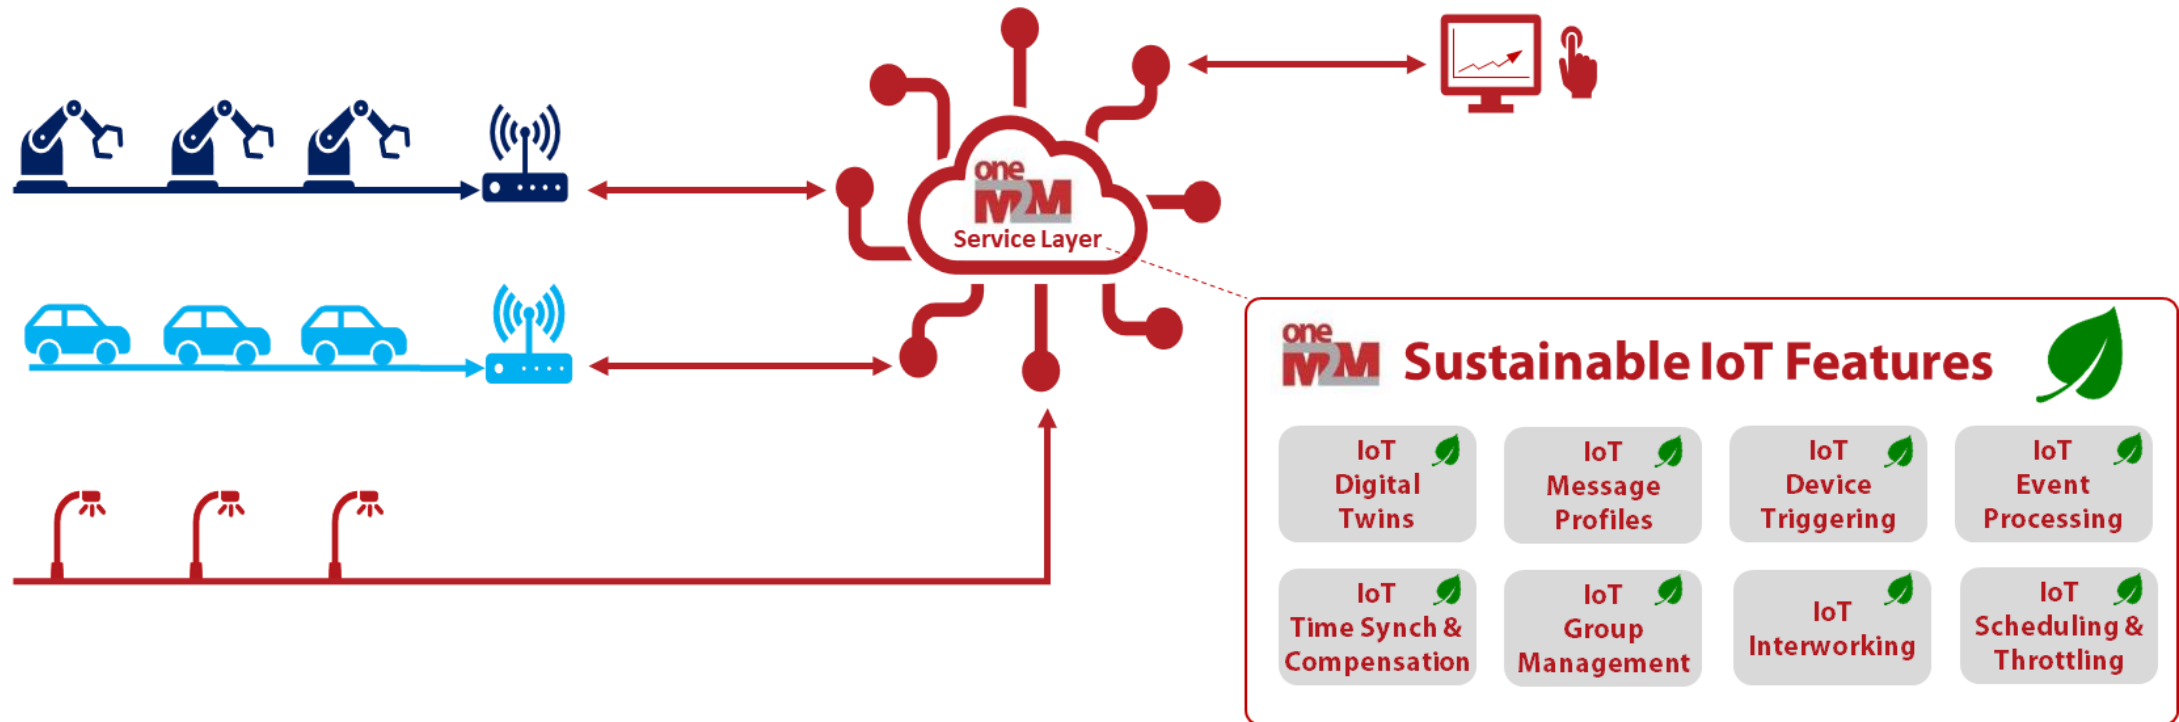 one
M2M
Service Layer
one
M2M
Sustainable IoT Features
IoT
Digital
Twins
IoT
Message
Profiles
IoT
Device
Triggering
IoT
Event
Processing
IoT
Time Synch &
Compensation
IoT
Group
Management
IoT
Interworking
IoT
Scheduling &
Throttling